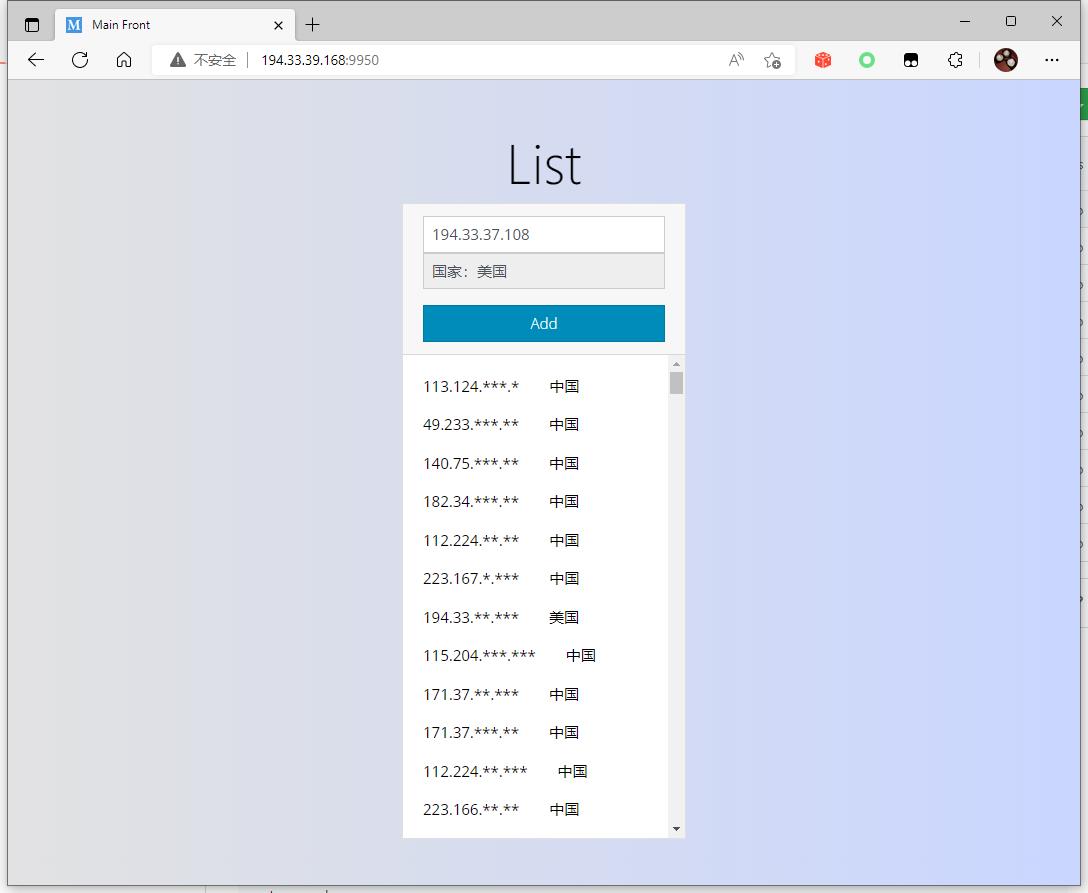 M Main Front
不安全 194.33.39.168:9950
List
194.33.37.108
国家：美国
Add
113.124.***.* 中国
49.233.***.** 中国
140.75.***.** 中国
182.34.***.** 中国
112.224.**.** 中国
223.167.*.*** 中国
194.33.**.*** 美国
115.204.***.*** 中国
171.37.**.*** 中国
171.37.***.** 中国
112.224.**.*** 中国
223.166.**.** 中国